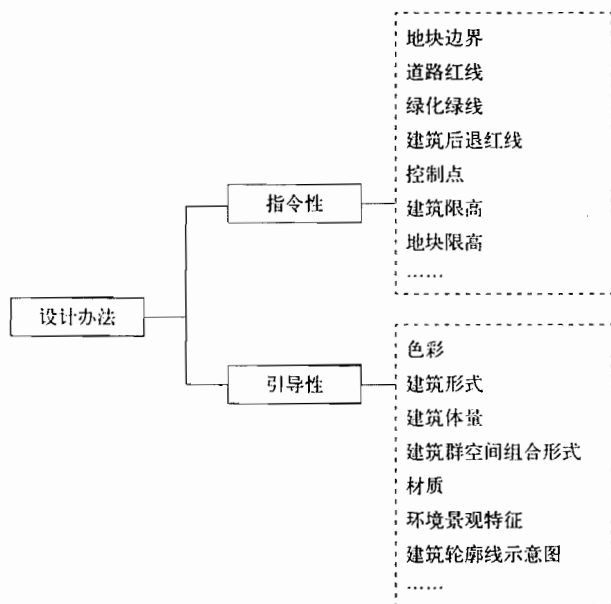 地块边界
道路红线
绿化绿线
建筑后退红线
控制点
建筑限高
地块限高
……
指令性
设计办法
引导性
色彩
建筑形式
建筑体量
建筑群空间组合形式
材质
环境景观特征
建筑轮廓线示意图
……